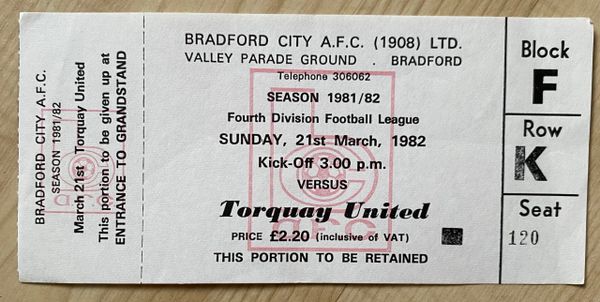 BRADFORD CITY A.F.C.
SEASON 1981/82
March 21st Torquay United
This portion to be given up at
ENTRANCE TO GRANDSTAND
BRADFORD CITY A.F.C. (1908) LTD.
VALLEY PARADE GROUND . BRADFORD
Telephone 306062
SEASON 1981/82
Fourth Division Football League
SUNDAY, 21st March, 1982
Kick-Off 3.00 p.m.
VERSUS
Torquay United
PRICE £2.20 (inclusive of VAT)
THIS PORTION TO BE RETAINED
bc
afc
Block
F
Row
K
Seat
120